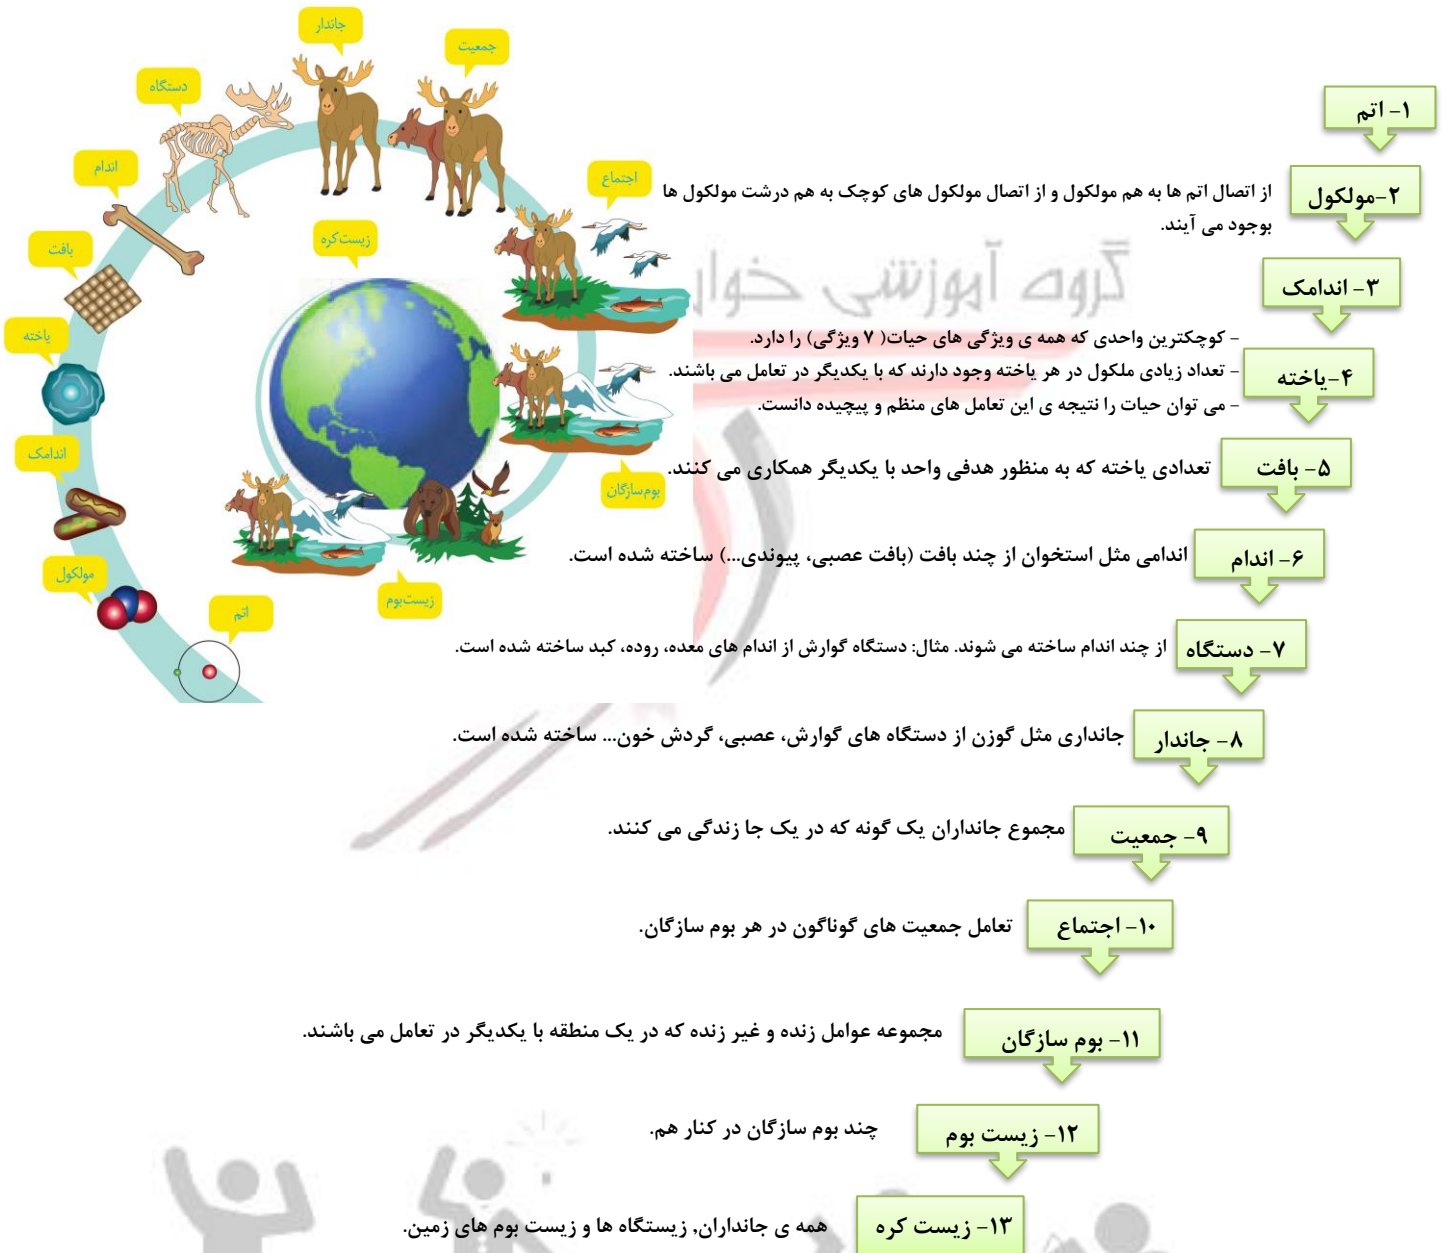 جاندار
جمعیت
دستگاه
اندام
اجتماع
بافت
زیست‌کره
یاخته
اندامک
بوم‌سازگان
مولکول
زیست‌بوم
اتم
۱- اتم
۲-مولکول
از اتصال اتم ها به هم مولکول و از اتصال مولکول های کوچک به هم درشت مولکول ها
بوجود می آیند.
گروه آموزشی خوار
۳- اندامک
- کوچکترین واحدی که همه ی ویژگی های حیات( ۷ ویژگی) را دارد.
۴-یاخته
- تعداد زیادی ملکول در هر یاخته وجود دارند که با یکدیگر در تعامل می باشند.
- می توان حیات را نتیجه ی این تعامل های منظم و پیچیده دانست.
۵- بافت
تعدادی یاخته که به منظور هدفی واحد با یکدیگر همکاری می کنند.
۶- اندام
اندامی مثل استخوان از چند بافت (بافت عصبی، پیوندی...) ساخته شده است.
۷- دستگاه
از چند اندام ساخته می شوند. مثال: دستگاه گوارش از اندام های معده، روده، کبد ساخته شده است.
۸- جاندار
جانداری مثل گوزن از دستگاه های گوارش، عصبی، گردش خون... ساخته شده است.
۹- جمعیت
مجموع جانداران یک گونه که در یک جا زندگی می کنند.
۱۰- اجتماع
تعامل جمعیت های گوناگون در هر بوم سازگان.
۱۱- بوم سازگان
مجموعه عوامل زنده و غیر زنده که در یک منطقه با یکدیگر در تعامل می باشند.
۱۲- زیست بوم
چند بوم سازگان در کنار هم.
۱۳- زیست کره
همه ی جانداران, زیستگاه ها و زیست بوم های زمین.